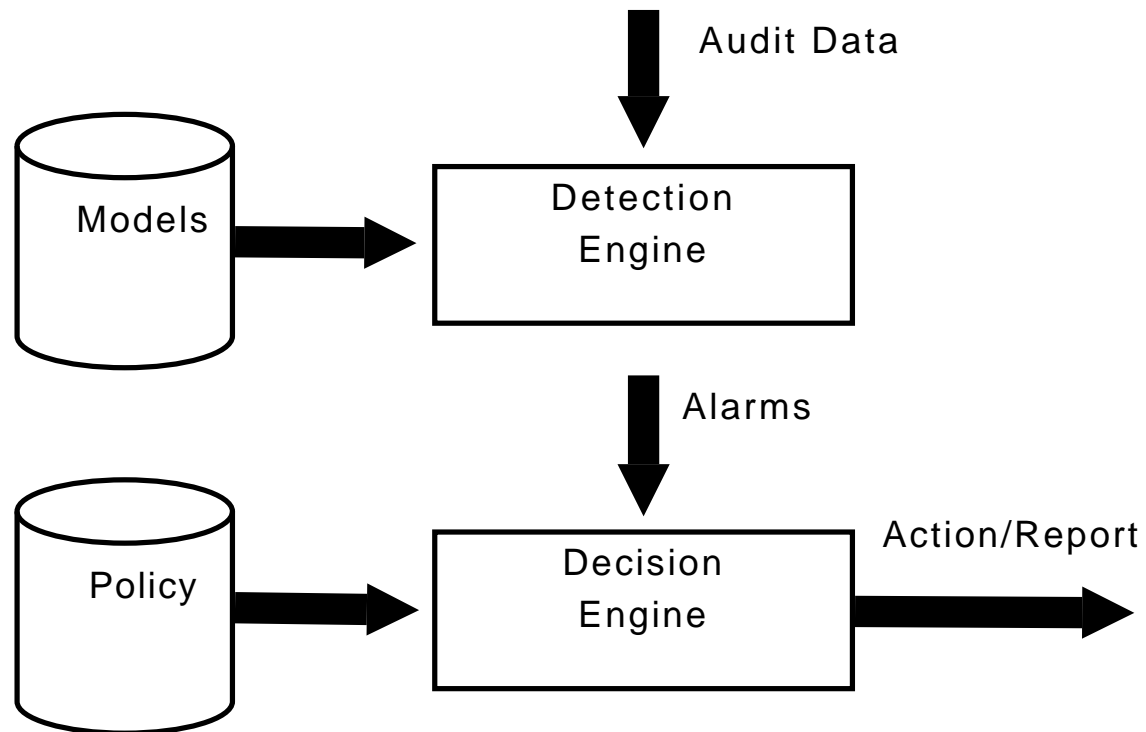 Audit Data
Models
Detection
Engine
Alarms
Action/Report
Policy
Decision
Engine